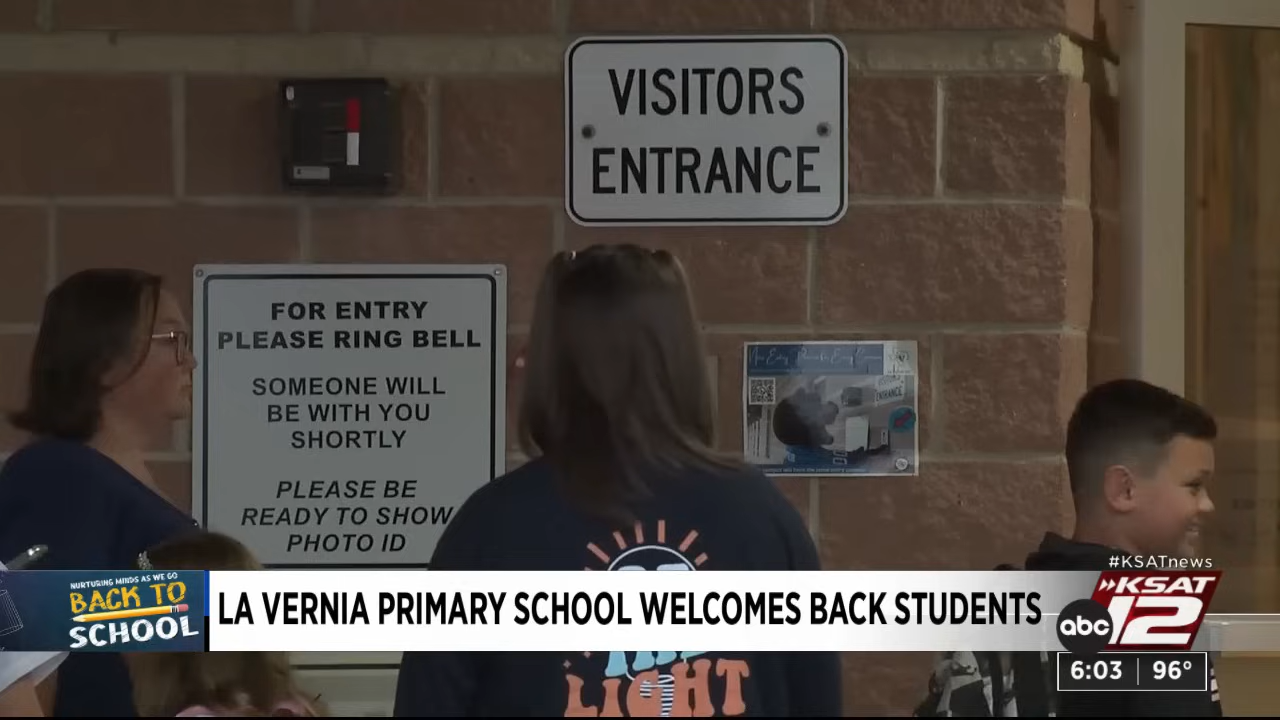 VISITORS
ENTRANCE
FOR ENTRY
PLEASE RING BELL
SOMEONE WILL
BE WITH YOU
SHORTLY
PLEASE BE
READY TO SHOW
PHOTO ID
VISITORS
ENTRANCE
LIGHT
#KSATnews
NURTURING MINDS AS WE GO
BACK TO
SCHOOL
LA VERNIA PRIMARY SCHOOL WELCOMES BACK STUDENTS
KSAT
abc 12
6:03 96°